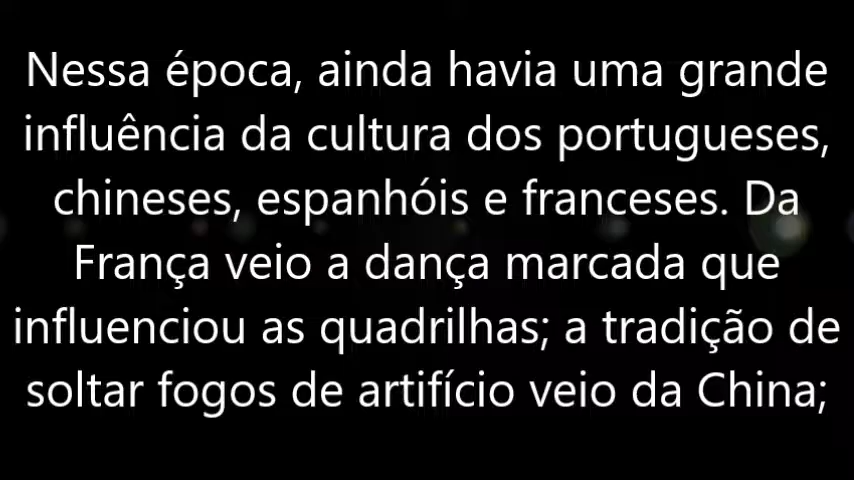 Nessa época, ainda havia uma grande
influência da cultura dos portugueses,
chineses, espanhóis e franceses. Da
França veio a dança marcada que
influenciou as quadrilhas; a tradição de
soltar fogos de artifício veio da China;